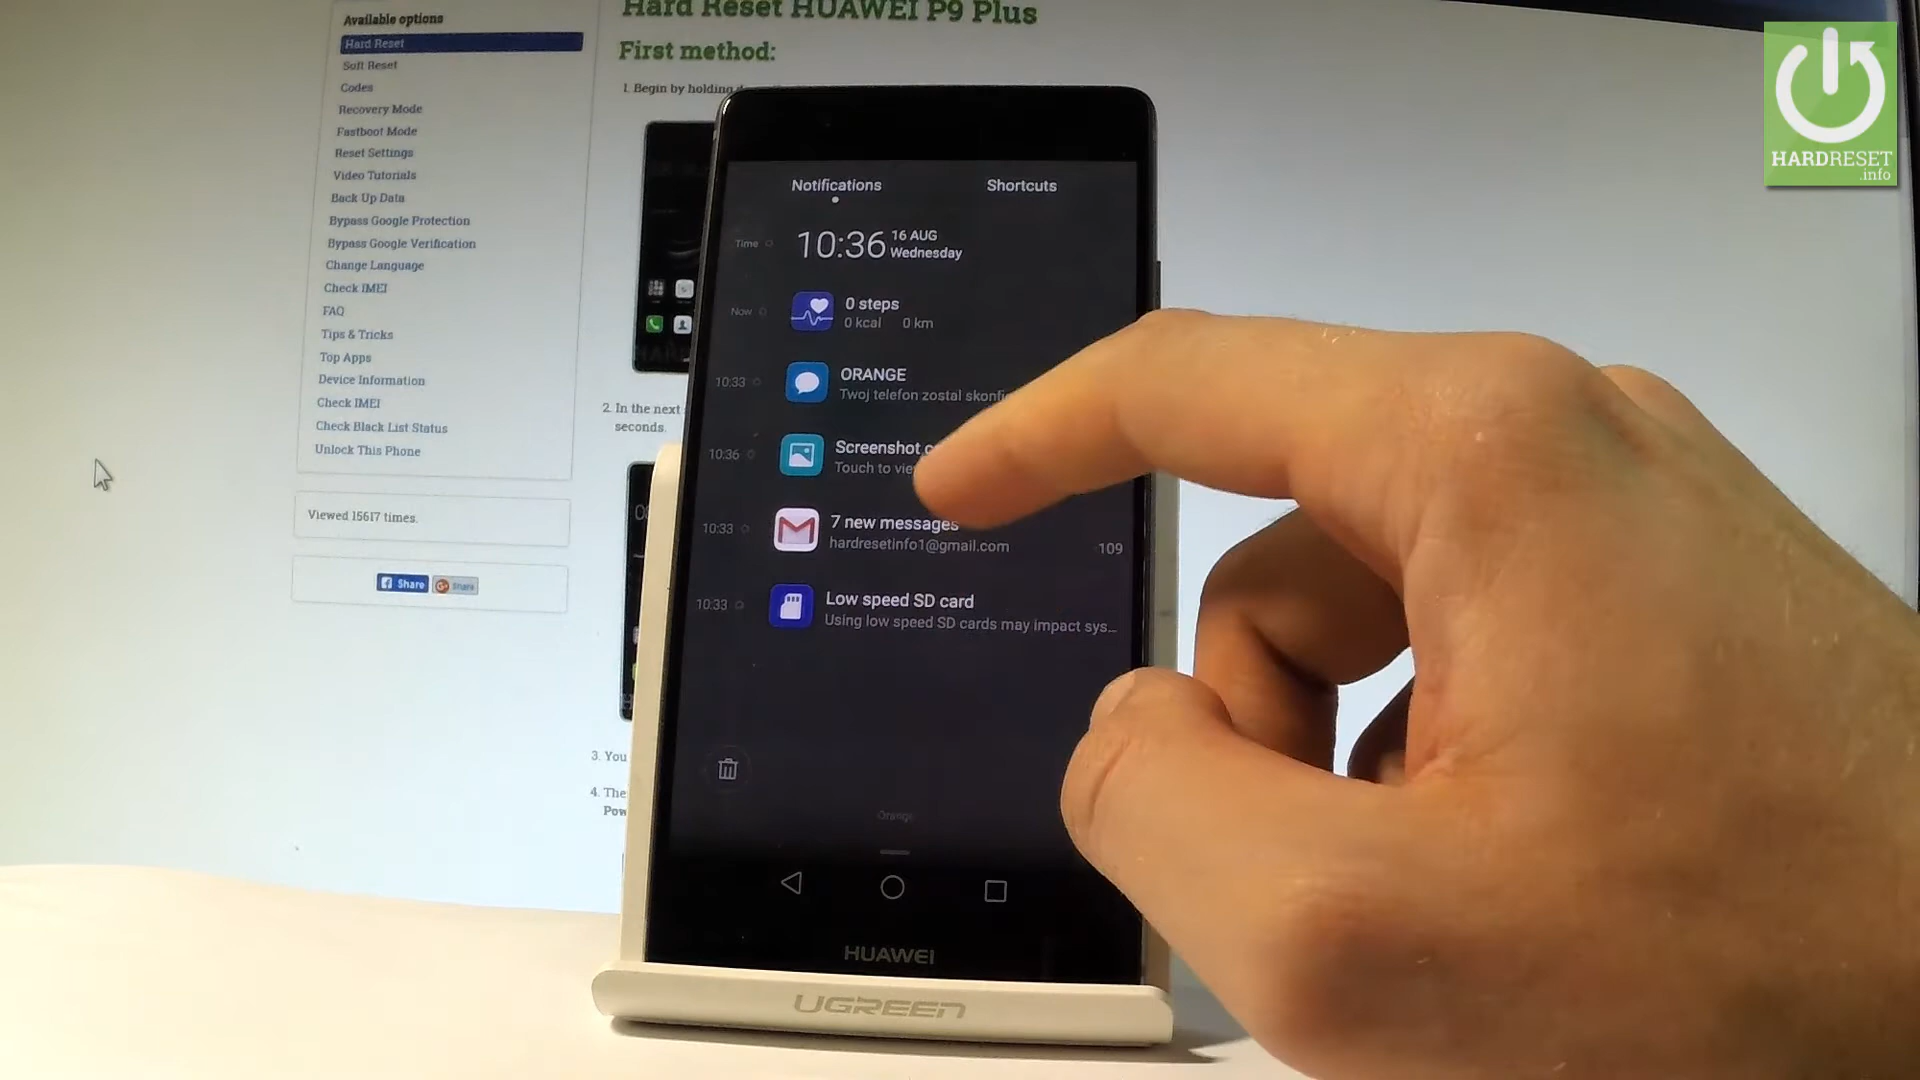 Available options
Hard Reset
Soft Reset
Codes
Recovery Mode
Fastboot Mode
Reset Settings
Video Tutorials
Back Up Data
Bypass Google Protection
Bypass Google Verification
Change Language
Check IMEI
FAQ
Tips & Tricks
Top Apps
Device Information
Check IMEI
Check Black List Status
Unlock This Phone
Viewed 15617 times.
Share
Share
Hard Reset HUAWEI P9 Plus
First method:
1. Begin by holding
2. In the next
seconds.
3. You
4. The
Pow
Notifications
Shortcuts
Time
10:36
16 AUG
Wednesday
Now
0 steps
0 kcal 0 km
10:33
ORANGE
Twoj telefon zostal skonfi
10:36
Screenshot
Touch to vie
10:33
7 new messages
hardresetinfo1@gmail.com
109
10:33
Low speed SD card
Using low speed SD cards may impact sys...
Orange
HUAWEI
UGREEN
HARDRESET
.info